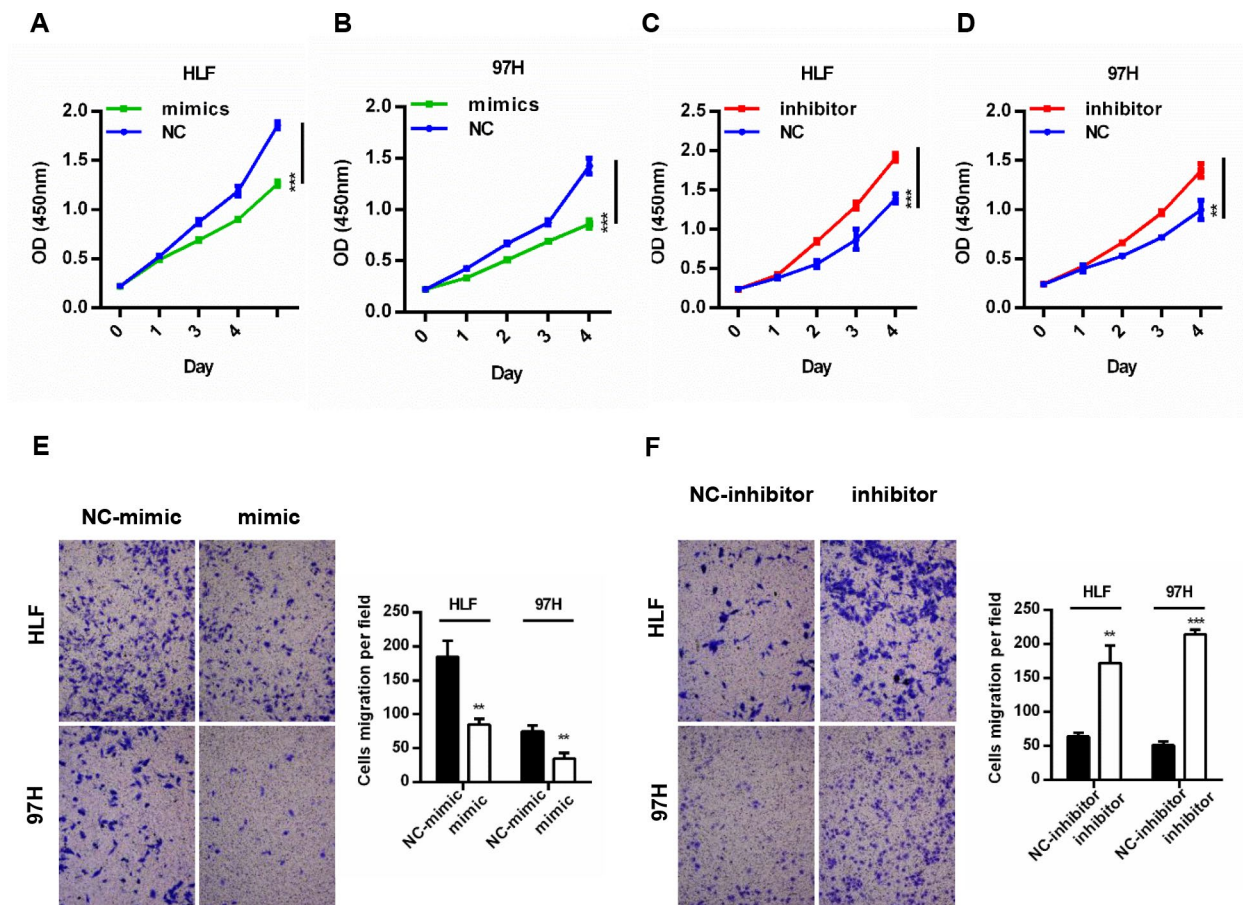 A
HLF
mimics
NC
2.0
1.5
1.0
0.5
0.0
OD (450nm)
***
0 1 3 4
Day
B
97H
mimics
NC
2.0
1.5
1.0
0.5
0.0
OD (450nm)
***
0 1 2 3 4
Day
C
HLF
inhibitor
NC
2.5
2.0
1.5
1.0
0.5
0.0
OD (450nm)
***
0 1 2 3 4
Day
D
97H
inhibitor
NC
2.0
1.5
1.0
0.5
0.0
OD (450nm)
**
0 1 2 3 4
Day
E
NC-mimic mimic
HLF
97H
Cells migration per field
250
200
150
100
50
0
HLF 97H
**
**
NC-mimic mimic NC-mimic mimic
F
NC-inhibitor inhibitor
HLF
97H
Cells migration per field
250
200
150
100
50
0
HLF 97H
**
***
NC-inhibitor inhibitor NC-inhibitor inhibitor